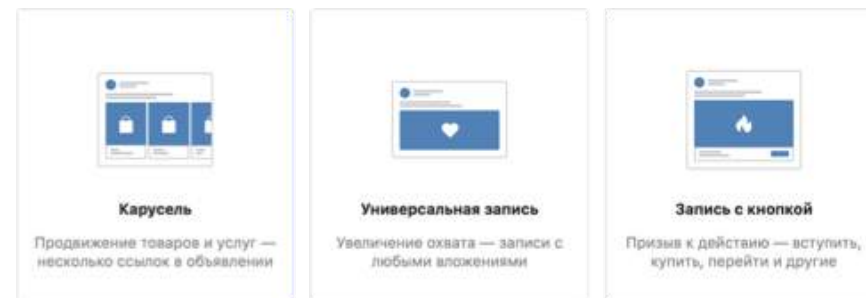 Карусель
Продвижение товаров и услуг —
несколько ссылок в объявлении
Универсальная запись
Увеличение охвата — записи с
любыми вложениями
Запись с кнопкой
Призыв к действию — вступить,
купить, перейти и другие